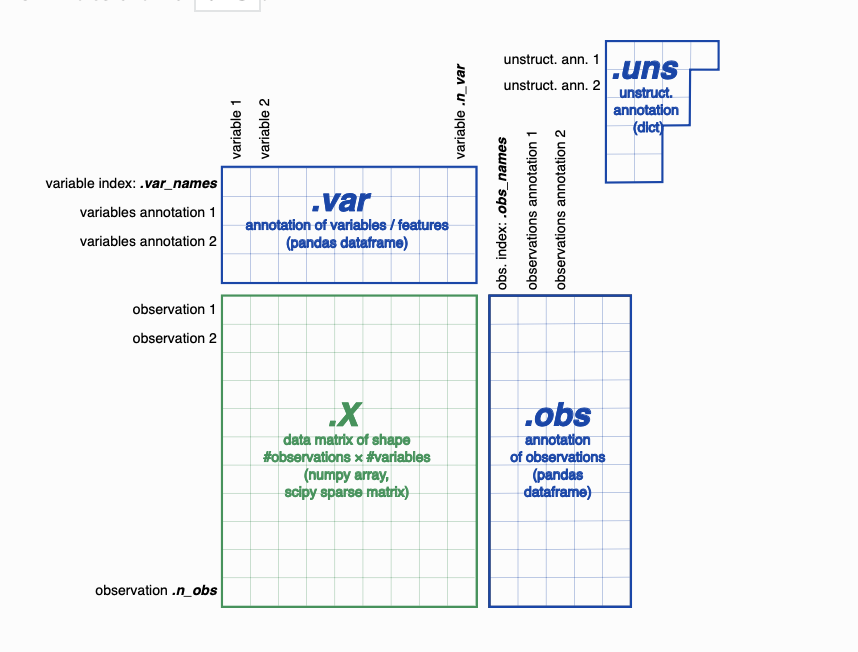 unstruct. ann. 1
unstruct. ann. 2
.uns
unstruct.
annotation
(dict)
variable 1
variable 2
variable .n_var
obs. index: .obs_names
observations annotation 1
observations annotation 2
variable index: .var_names
variables annotation 1
variables annotation 2
.var
annotation of variables / features
(pandas dataframe)
observation 1
observation 2
observation .n_obs
.X
data matrix of shape
#observations × #variables
(numpy array,
scipy sparse matrix)
.obs
annotation
of observations
(pandas
dataframe)